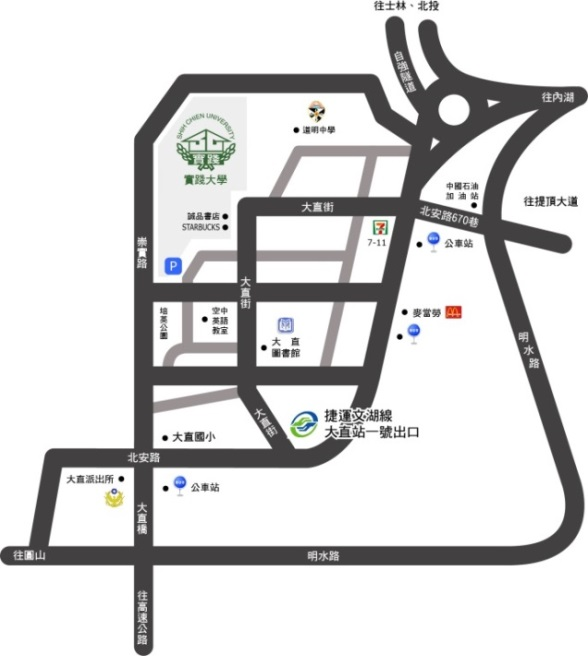 往士林、北投
自強隧道
往內湖
SHIH CHIEN UNIVERSITY
實踐
實踐大學
道明中學
中國石油
加油站
往提頂大道
大直街
北安路670巷
誠品書店
STARBUCKS
7-11
公車站
崇實路
P
大直街
培英公園
空中
英語
教室
大直
圖書館
麥當勞
明水路
大直街
捷運文湖線
大直站一號出口
大直國小
北安路
大直派出所
公車站
大直橋
往圓山
明水路
往高速公路